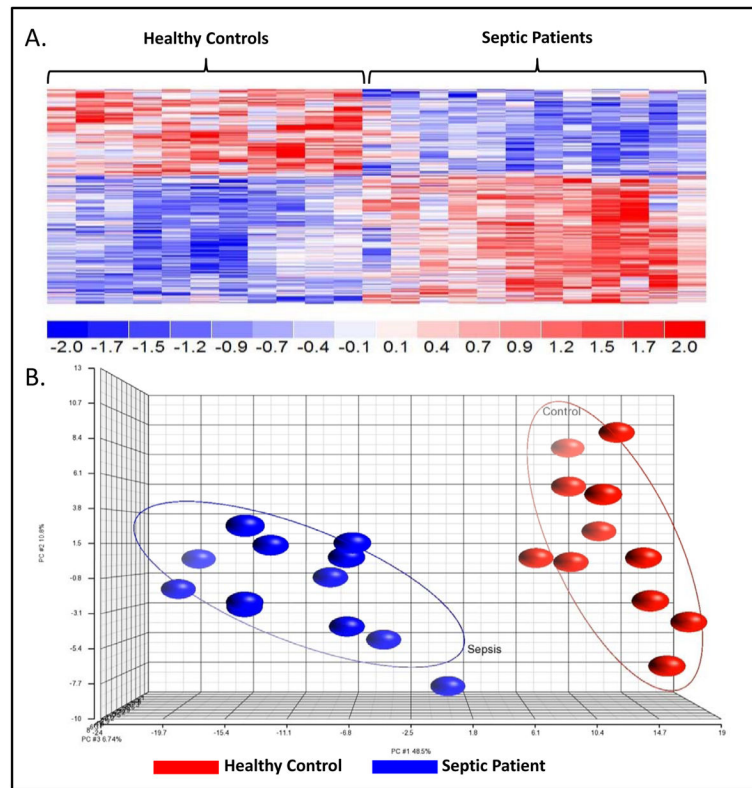 A.
Healthy Controls
Septic Patients
-2.0 -1.7 -1.5 -1.2 -0.9 -0.7 -0.4 -0.1 0.1 0.4 0.7 0.9 1.2 1.5 1.7 2.0
B.
13
10.7
8.4
6.1
3.8
1.5
-0.8
-3.1
-5.4
-7.7
-10
PC #2 10.8%
Control
Sepsis
-24 -19.7 -15.4 -11.1 -6.8 -2.5 1.8 6.1 10.4 14.7 19
PC #3 6.74%
PC #1 48.5%
Healthy Control
Septic Patient